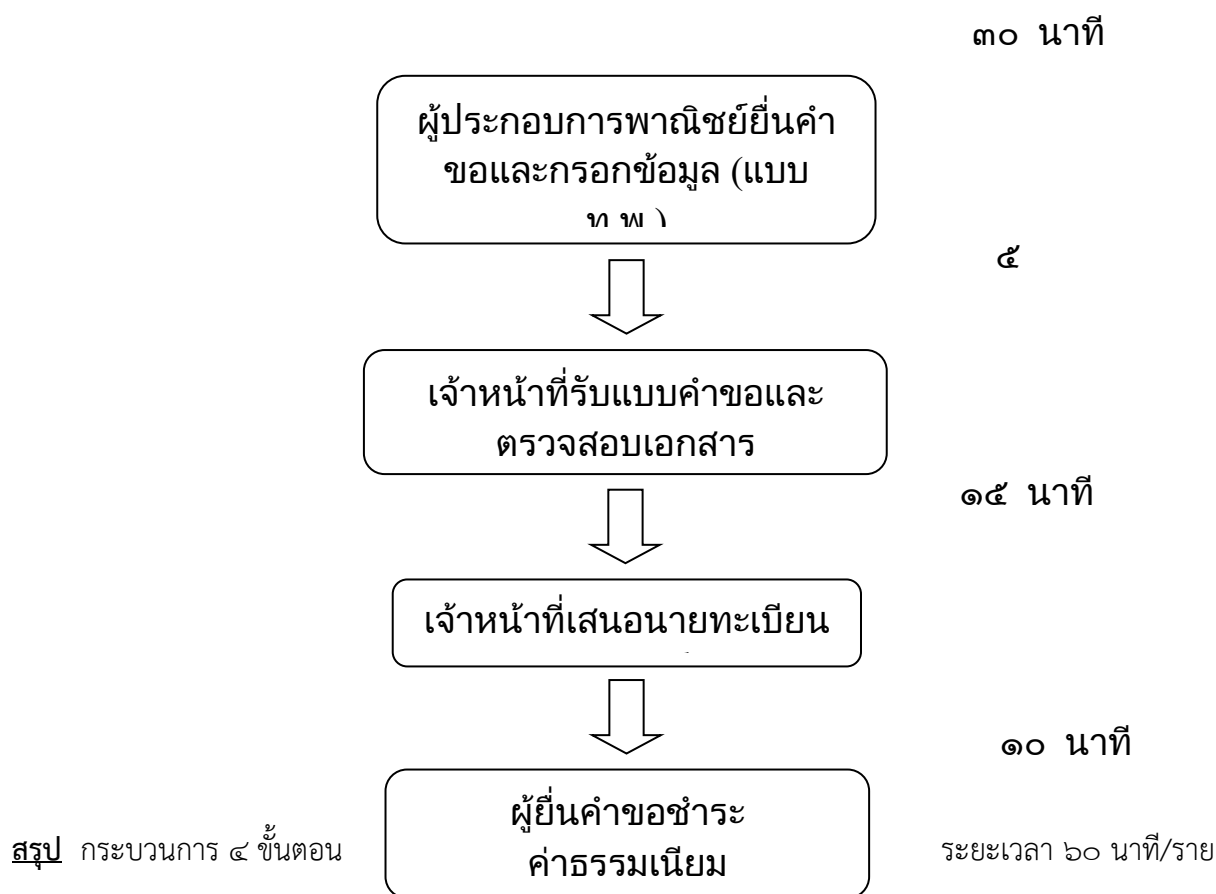 ๓๐ นาที
ผู้ประกอบการพาณิชย์ยื่นคำ
ขอและกรอกข้อมูล (แบบ
๕
เจ้าหน้าที่รับแบบคำขอและ
ตรวจสอบเอกสาร
๑๕ นาที
เจ้าหน้าที่เสนอนายทะเบียน
๑๐ นาที
ผู้ยื่นคำขอชำระ
ค่าธรรมเนียม
สรุป กระบวนการ ๔ ขั้นตอน ระยะเวลา ๖๐ นาที/ราย